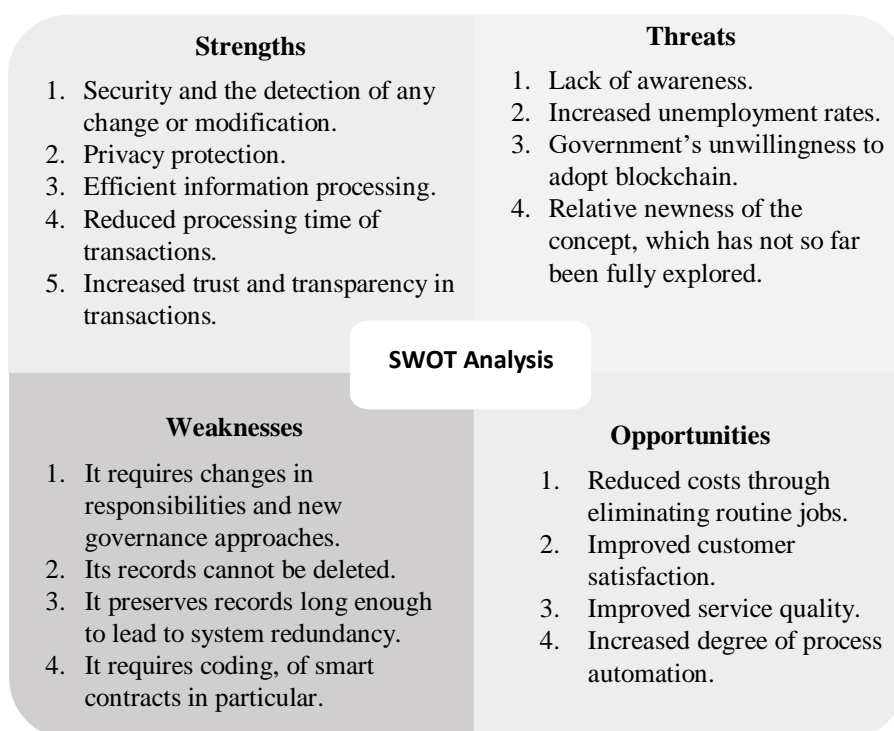 Strengths
1. Security and the detection of any
change or modification.
2. Privacy protection.
3. Efficient information processing.
4. Reduced processing time of
transactions.
5. Increased trust and transparency in
transactions.
Threats
1. Lack of awareness.
2. Increased unemployment rates.
3. Government’s unwillingness to
adopt blockchain.
4. Relative newness of the
concept, which has not so far
been fully explored.
SWOT Analysis
Weaknesses
1. It requires changes in
responsibilities and new
governance approaches.
2. Its records cannot be deleted.
3. It preserves records long enough
to lead to system redundancy.
4. It requires coding, of smart
contracts in particular.
Opportunities
1. Reduced costs through
eliminating routine jobs.
2. Improved customer
satisfaction.
3. Improved service quality.
4. Increased degree of process
automation.